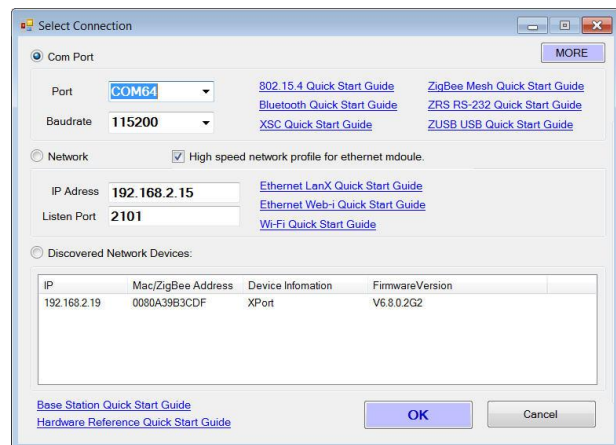 Select Connection
Com Port
MORE
Port COM64
Baudrate 115200
802.15.4 Quick Start Guide ZigBee Mesh Quick Start Guide
Bluetooth Quick Start Guide ZRS RS-232 Quick Start Guide
XSC Quick Start Guide ZUSB USB Quick Start Guide
Network High speed network profile for ethernet mdoule.
IP Adress 192.168.2.15
Listen Port 2101
Ethernet LanX Quick Start Guide
Ethernet Web-i Quick Start Guide
Wi-Fi Quick Start Guide
Discovered Network Devices:
IP Mac/ZigBee Address Device Infomation FirmwareVersion
192.168.2.19 0080A39B3CDF XPort V6.8.0.2G2
Base Station Quick Start Guide
Hardware Reference Quick Start Guide
OK Cancel